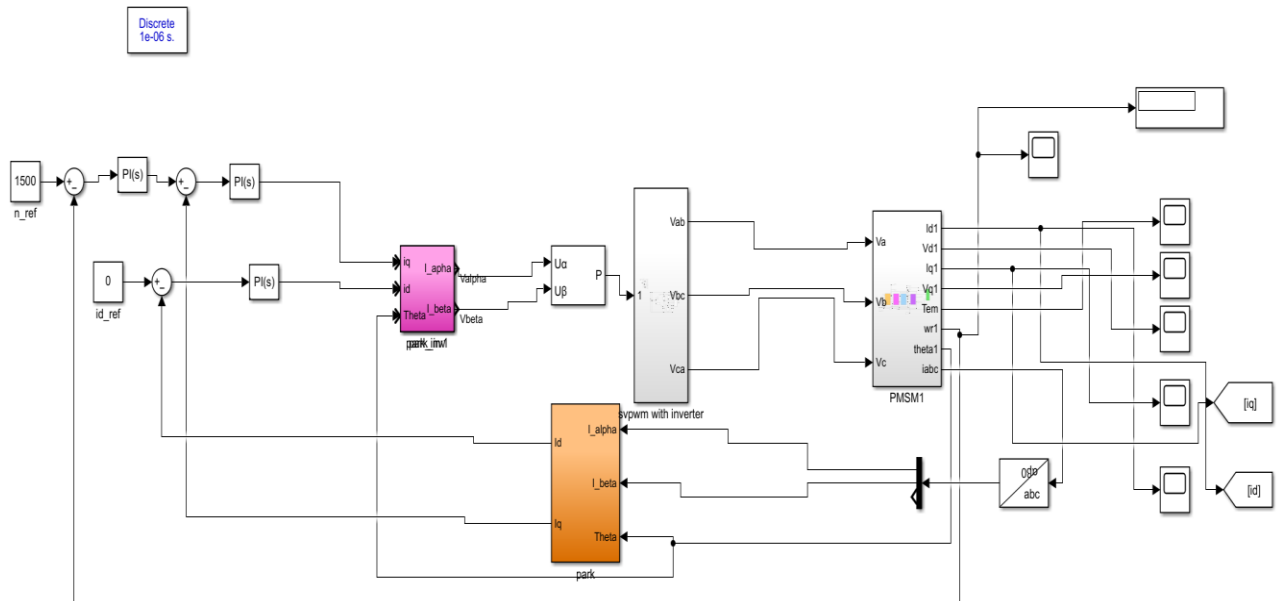 Discrete
1e-06 s.
1500
n_ref
+
_
PI(s)
+
_
PI(s)
0
id_ref
+
_
PI(s)
iq
id
Theta
I_apha
I_beta
Valpha
Vbeta
Uα
Uβ
P
1
Vab
Vbc
Vca
svpwm with inverter
Va
Vb
Vc
Id1
Vd1
Iq1
Vq1
Tem
wr1
theta1
iabc
PMSM1
[iq]
[id]
abc
I_alpha
I_beta
Theta
Id
Iq
park